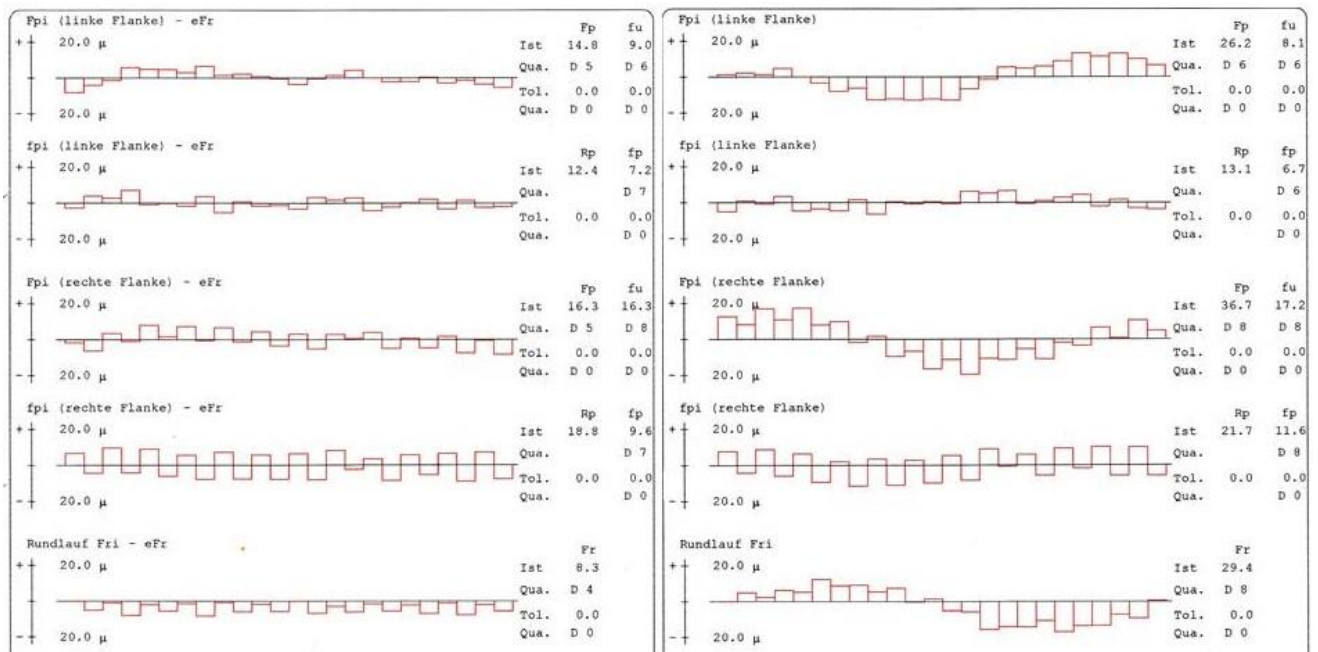 Fpi (linke Flanke) - eFr
Fp fu
+ 20.0 µ
Ist 14.8 9.0
Qua. D 5 D 6
Tol. 0.0 0.0
- 20.0 µ
Qua. D 0 D 0
fpi (linke Flanke) - eFr
Rp fp
+ 20.0 µ
Ist 12.4 7.2
Qua. D 7
Tol. 0.0 0.0
- 20.0 µ
Qua. D 0
Fpi (rechte Flanke) - eFr
Fp fu
+ 20.0 µ
Ist 16.3 16.3
Qua. D 5 D 8
Tol. 0.0 0.0
- 20.0 µ
Qua. D 0 D 0
fpi (rechte Flanke) - eFr
Rp fp
+ 20.0 µ
Ist 18.8 9.6
Qua. D 7
Tol. 0.0 0.0
- 20.0 µ
Qua. D 0
Rundlauf Fri - eFr
Fr
+ 20.0 µ
Ist 8.3
Qua. D 4
Tol. 0.0
- 20.0 µ
Qua. D 0
Fpi (linke Flanke)
Fp fu
+ 20.0 µ
Ist 26.2 8.1
Qua. D 6 D 6
Tol. 0.0 0.0
- 20.0 µ
Qua. D 0 D 0
fpi (linke Flanke)
Rp fp
+ 20.0 µ
Ist 13.1 6.7
Qua. D 6
Tol. 0.0 0.0
- 20.0 µ
Qua. D 0
Fpi (rechte Flanke)
Fp fu
+ 20.0 µ
Ist 36.7 17.2
Qua. D 8 D 8
Tol. 0.0 0.0
- 20.0 µ
Qua. D 0 D 0
fpi (rechte Flanke)
Rp fp
+ 20.0 µ
Ist 21.7 11.6
Qua. D 8
Tol. 0.0 0.0
- 20.0 µ
Qua. D 0
Rundlauf Fri
Fr
+ 20.0 µ
Ist 29.4
Qua. D 8
Tol. 0.0
- 20.0 µ
Qua. D 0